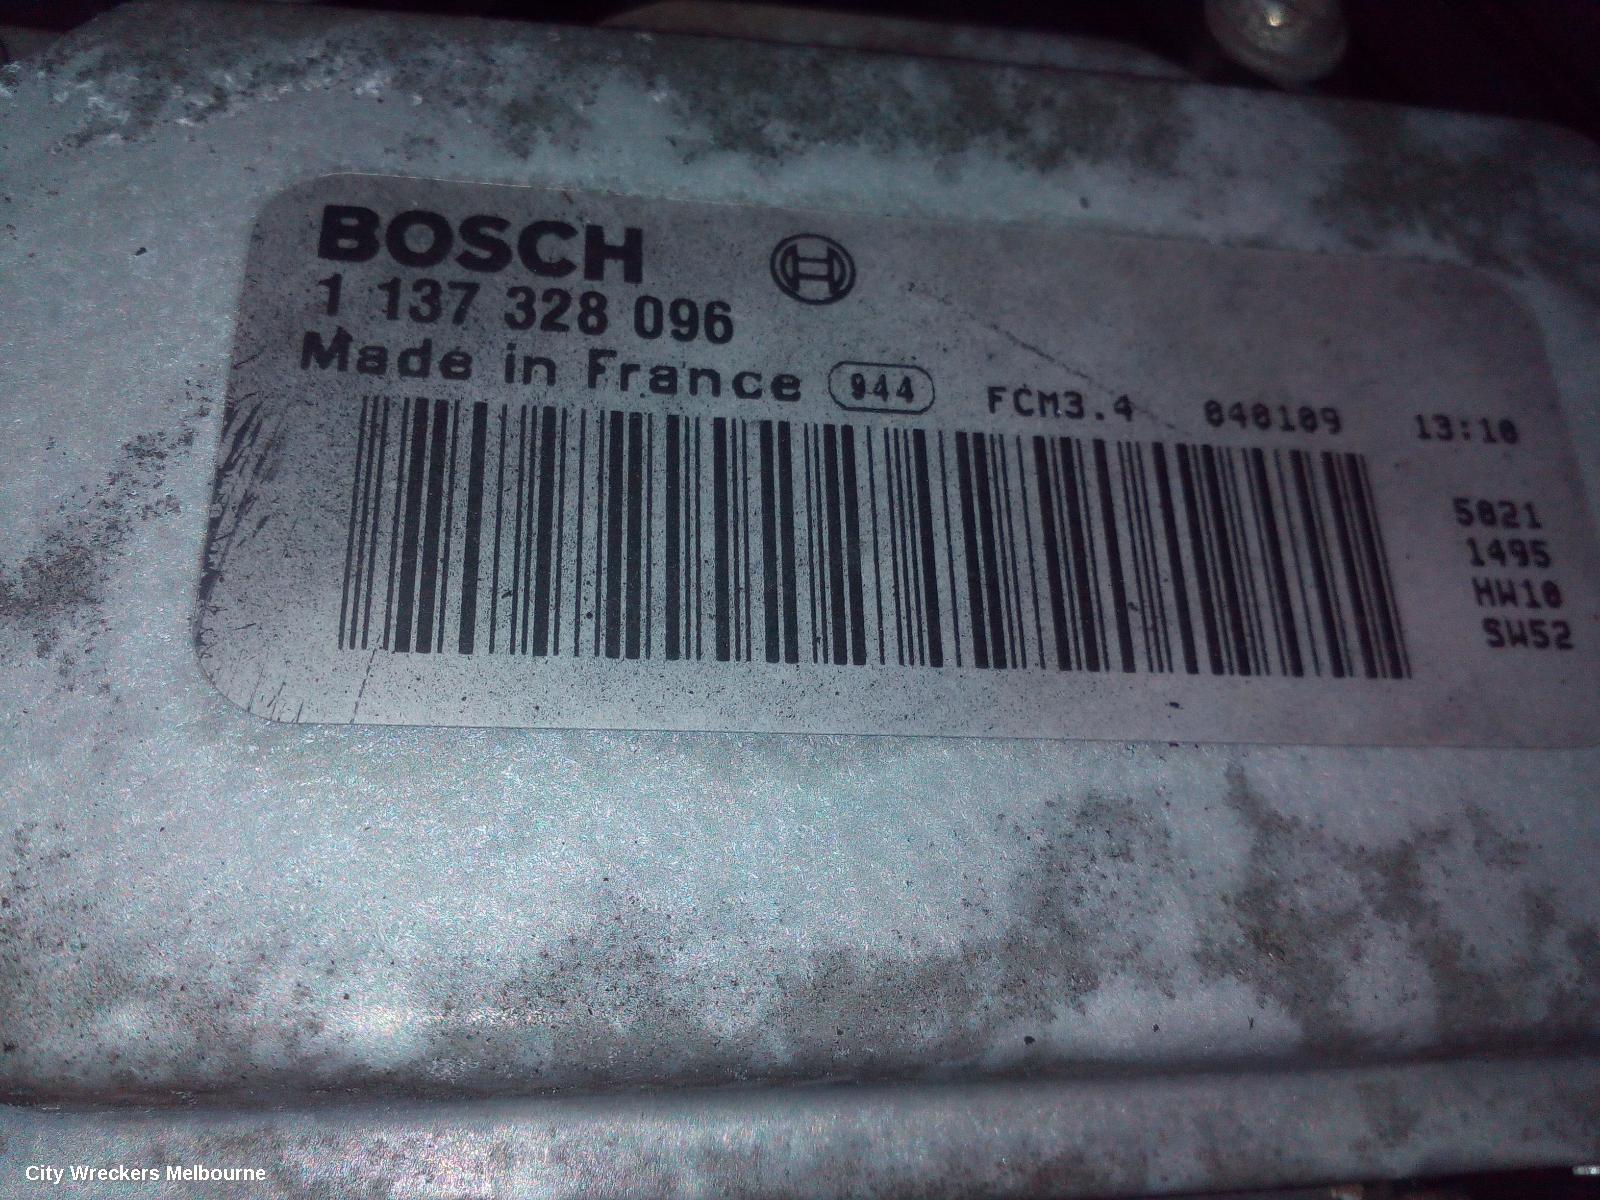 BOSCH
1 137 328 096
Made in France 944 FCM3.4 040109 13:10
5021
1495
HW10
SW52
City Wreckers Melbourne